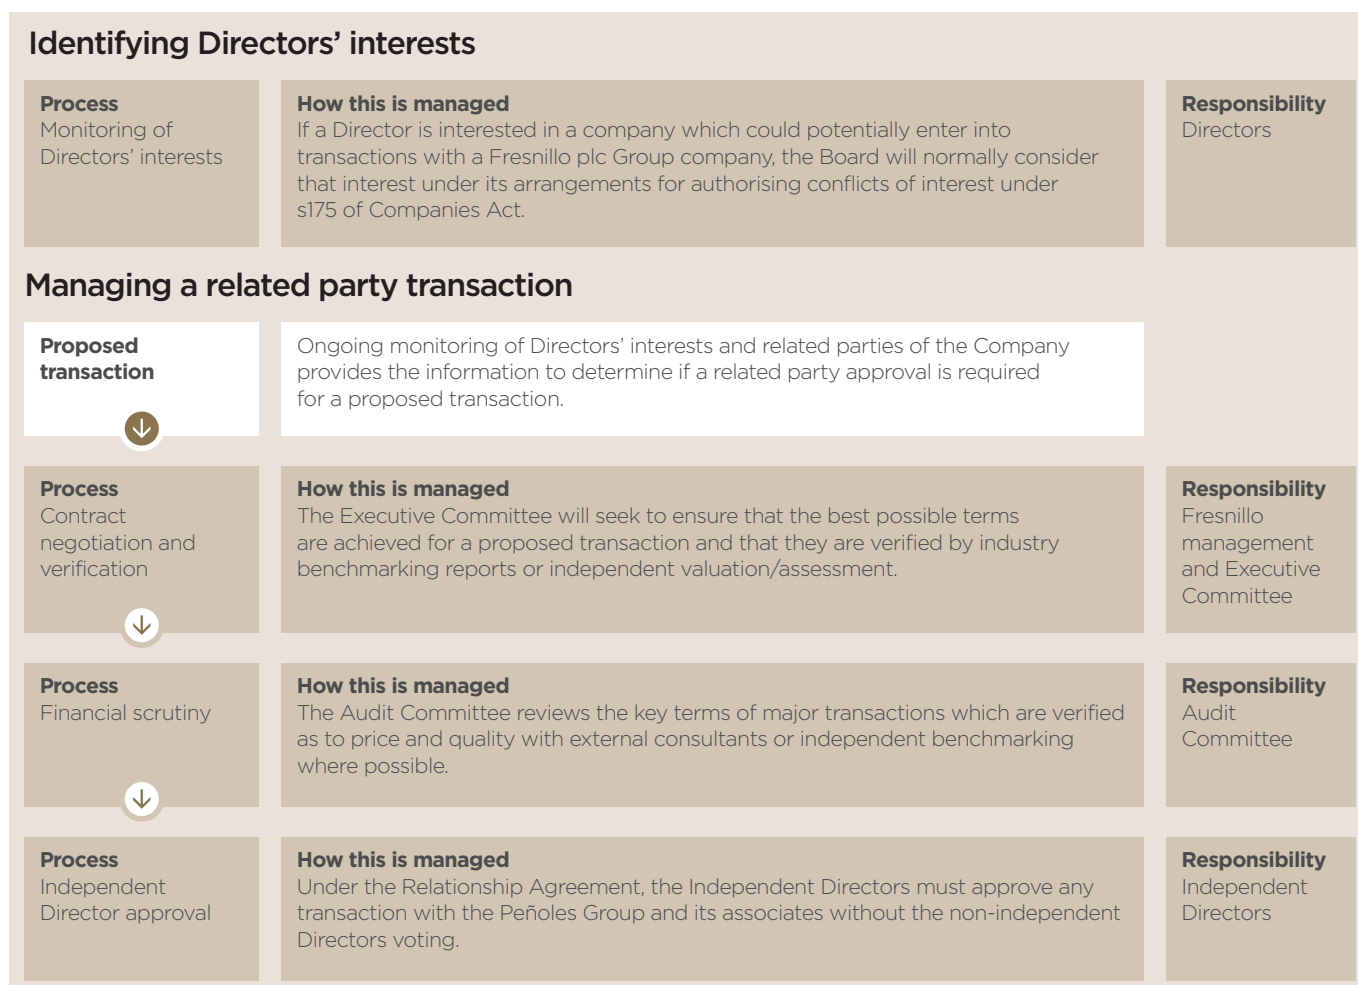 Identifying Directors’ interests
Process
Monitoring of
Directors’ interests
How this is managed
If a Director is interested in a company which could potentially enter into
transactions with a Fresnillo plc Group company, the Board will normally consider
that interest under its arrangements for authorising conflicts of interest under
s175 of Companies Act.
Responsibility
Directors
Managing a related party transaction
Proposed
transaction
Ongoing monitoring of Directors’ interests and related parties of the Company
provides the information to determine if a related party approval is required
for a proposed transaction.
Process
Contract
negotiation and
verification
How this is managed
The Executive Committee will seek to ensure that the best possible terms
are achieved for a proposed transaction and that they are verified by industry
benchmarking reports or independent valuation/assessment.
Responsibility
Fresnillo
management
and Executive
Committee
Process
Financial scrutiny
How this is managed
The Audit Committee reviews the key terms of major transactions which are verified
as to price and quality with external consultants or independent benchmarking
where possible.
Responsibility
Audit
Committee
Process
Independent
Director approval
How this is managed
Under the Relationship Agreement, the Independent Directors must approve any
transaction with the Peñoles Group and its associates without the non-independent
Directors voting.
Responsibility
Independent
Directors